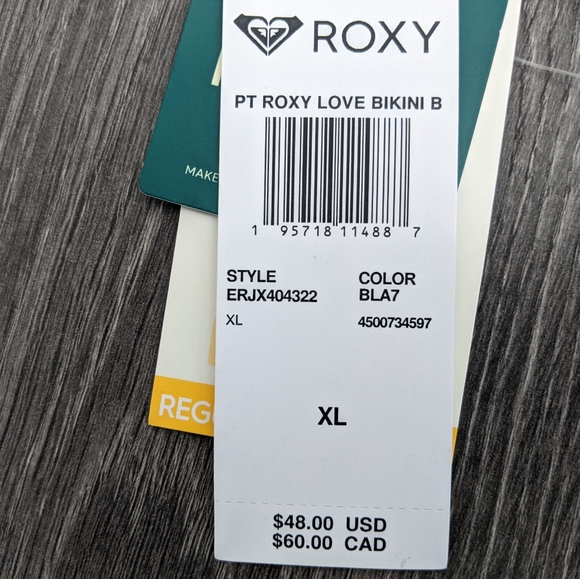 ROXY
PT ROXY LOVE BIKINI B
1 95718 11488 7
STYLE
ERJX404322
XL
COLOR
BLA7
4500734597
XL
$48.00 USD
$60.00 CAD
MAKE
REG